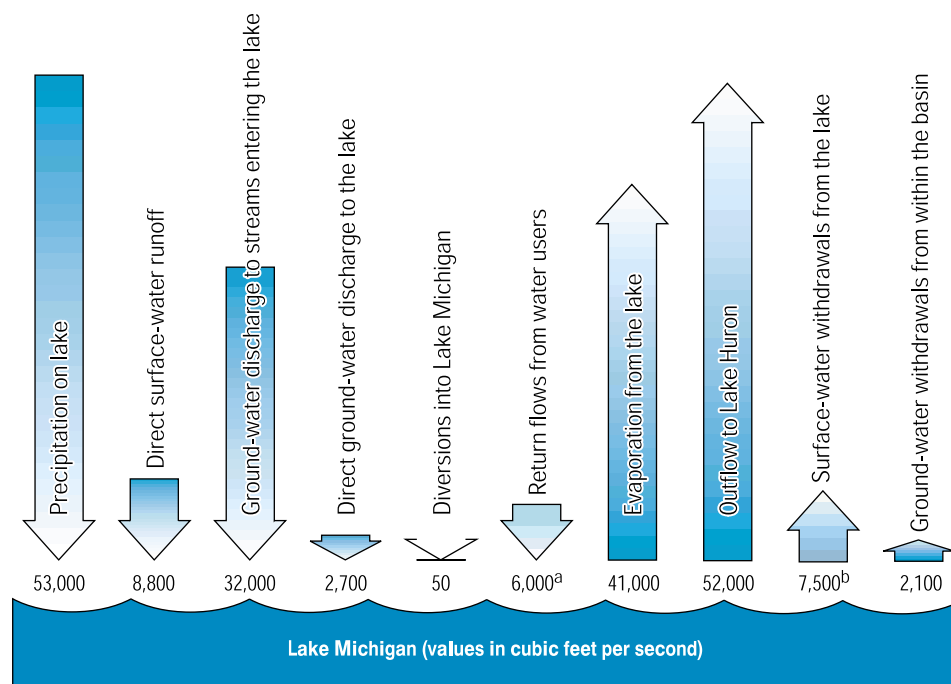 Precipitation on lake
Direct surface-water runoff
Ground-water discharge to streams entering the lake
Direct ground-water discharge to the lake
Diversions into Lake Michigan
Return flows from water users
Evaporation from the lake
Outflow to Lake Huron
Surface-water withdrawals from the lake
Ground-water withdrawals from within the basin
53,000 8,800 32,000 2,700 50 6,000ᵃ 41,000 52,000 7,500ᵇ 2,100
Lake Michigan (values in cubic feet per second)